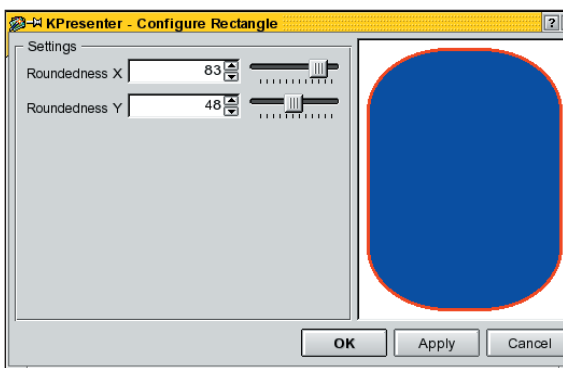 KPresenter - Configure Rectangle ?
Settings
Roundedness X 83
Roundedness Y 48
OK Apply Cancel